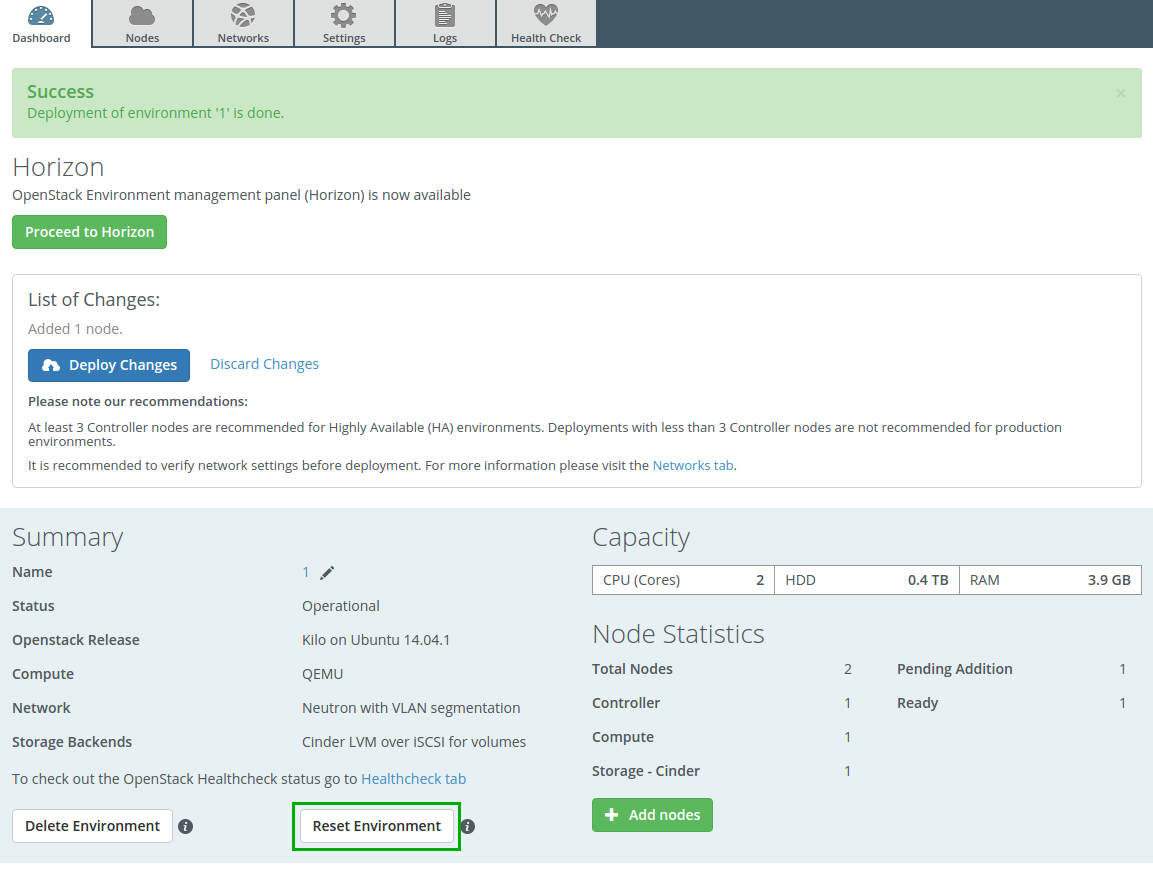 Dashboard Nodes Networks Settings Logs Health Check
Success
×
Deployment of environment '1' is done.
Horizon
OpenStack Environment management panel (Horizon) is now available
Proceed to Horizon
List of Changes:
Added 1 node.
Deploy Changes Discard Changes
Please note our recommendations:
At least 3 Controller nodes are recommended for Highly Available (HA) environments. Deployments with less than 3 Controller nodes are not recommended for production
environments.
It is recommended to verify network settings before deployment. For more information please visit the Networks tab.
Summary
Name 1
Status Operational
Openstack Release Kilo on Ubuntu 14.04.1
Compute QEMU
Network Neutron with VLAN segmentation
Storage Backends Cinder LVM over iSCSI for volumes
To check out the OpenStack Healthcheck status go to Healthcheck tab
Delete Environment Reset Environment
Capacity
CPU (Cores) 2 HDD 0.4 TB RAM 3.9 GB
Node Statistics
Total Nodes 2 Pending Addition 1
Controller 1 Ready 1
Compute 1
Storage - Cinder 1
Add nodes